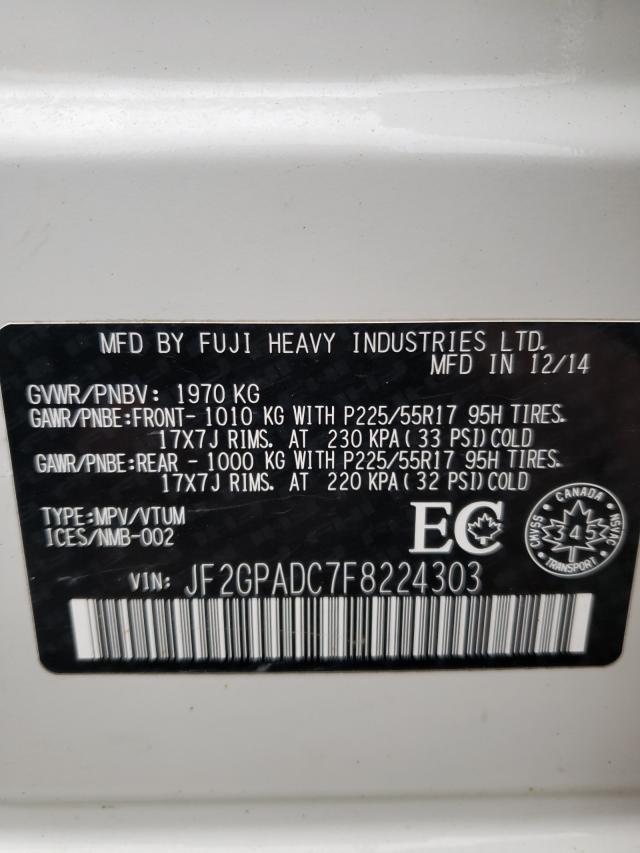 MFD BY FUJI HEAVY INDUSTRIES LTD.
MFD IN 12/14
GVWR/PNBV: 1970 KG
GAWR/PNBE:FRONT- 1010 KG WITH P225/55R17 95H TIRES.
17X7J RIMS. AT 230 KPA(33 PSI)COLD
GAWR/PNBE:REAR - 1000 KG WITH P225/55R17 95H TIRES.
17X7J RIMS. AT 220 KPA(32 PSI)COLD
TYPE:MPV/VTUM
ICES/NMB-002
EC
CANADA
CMVSS 345 NSVAC
TRANSPORT
VIN: JF2GPADC7F8224303